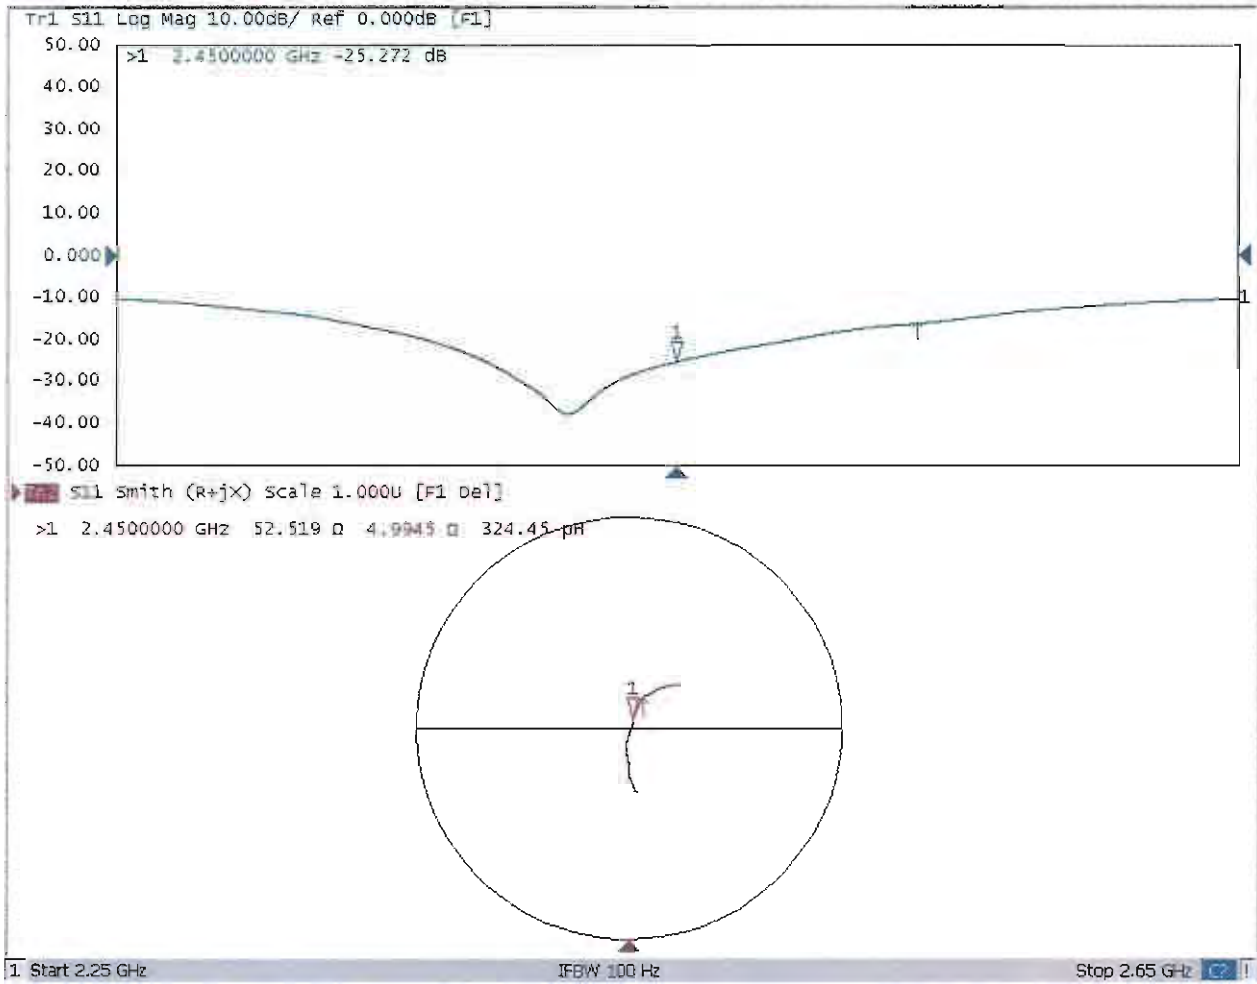 Tr1 S11 Log Mag 10.00dB/ Ref 0.000dB [F1]
50.00
>1 2.4500000 GHz -25.272 dB
40.00
30.00
20.00
10.00
0.000
-10.00
1
-20.00
1
-30.00
-40.00
-50.00
S11 Smith (R+jX) Scale 1.000U [F1 Del]
>1 2.4500000 GHz 52.519 Ω 4.9945 Ω 324.45 pH
1
1 Start 2.25 GHz IFBW 100 Hz Stop 2.65 GHz C? !